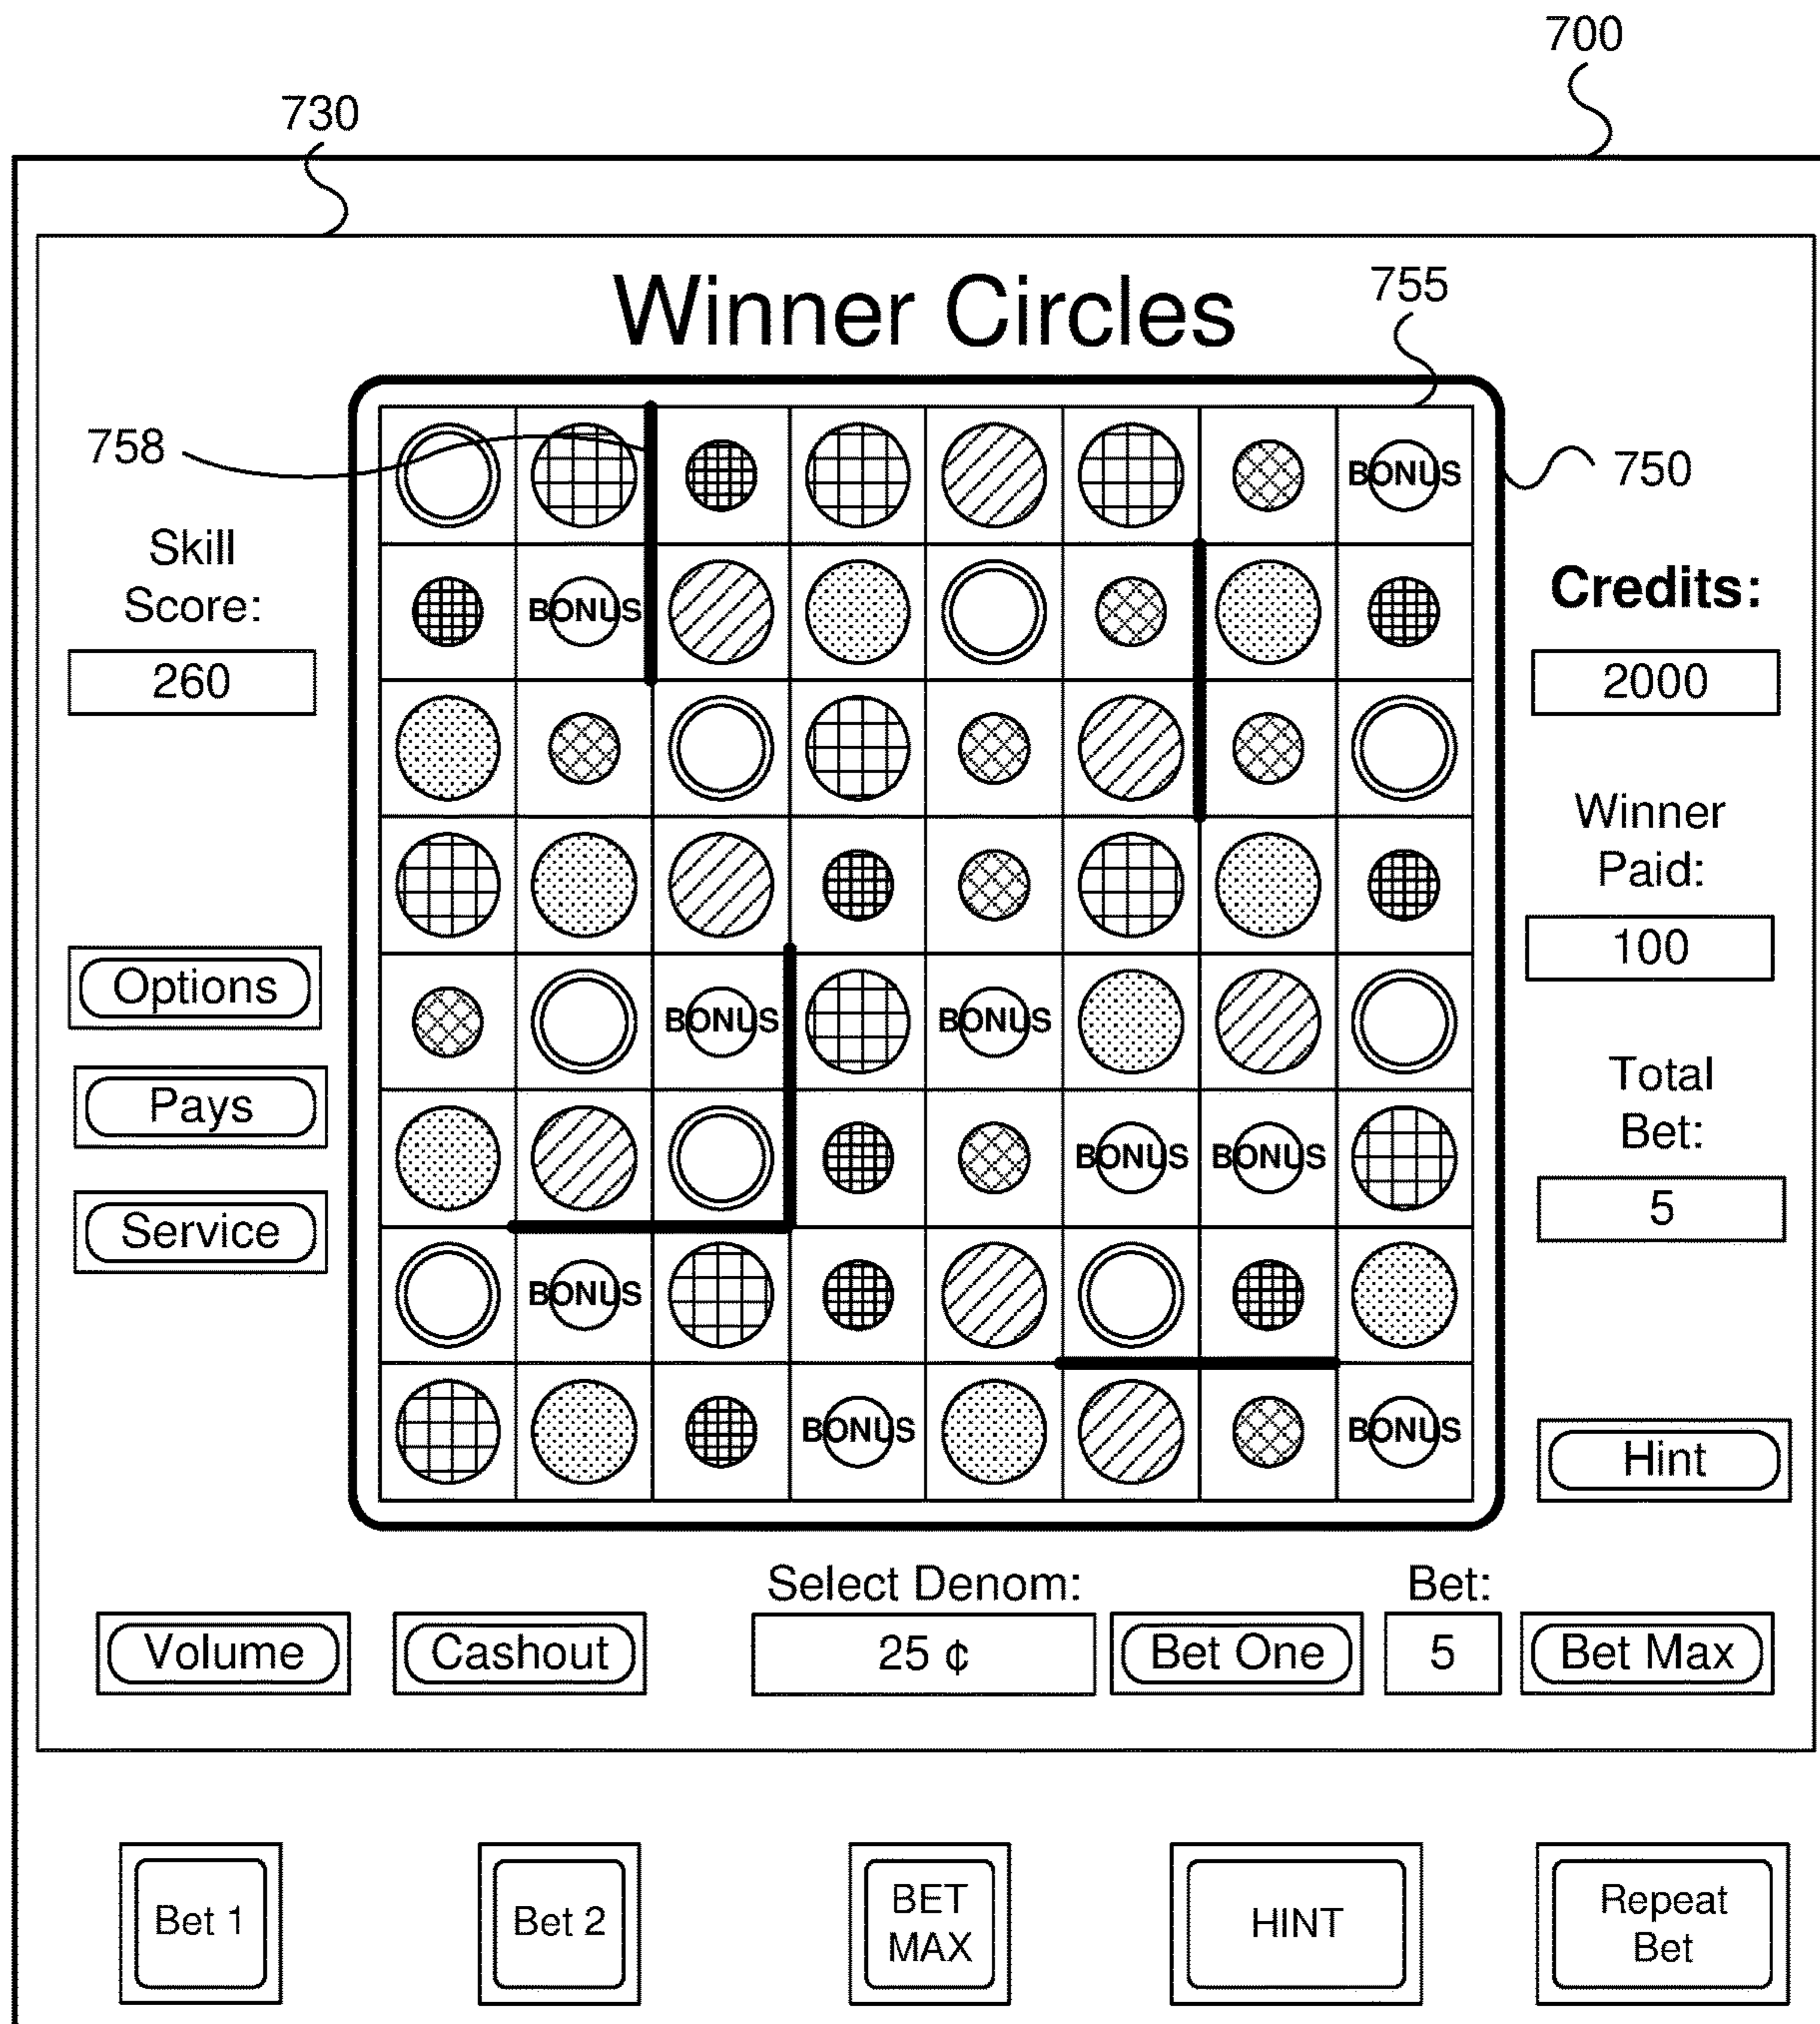 700
730
Winner Circles
755
758
750
BONUS
Skill
Score:
260
BONUS
Credits:
2000
Winner
Paid:
100
Options
BONUS
BONUS
Pays
Total
Bet:
5
BONUS
BONUS
Service
BONUS
BONUS
BONUS
Hint
Select Denom:
Bet:
Volume
Cashout
25 ¢
Bet One
5
Bet Max
Bet 1
Bet 2
BET
MAX
HINT
Repeat
Bet